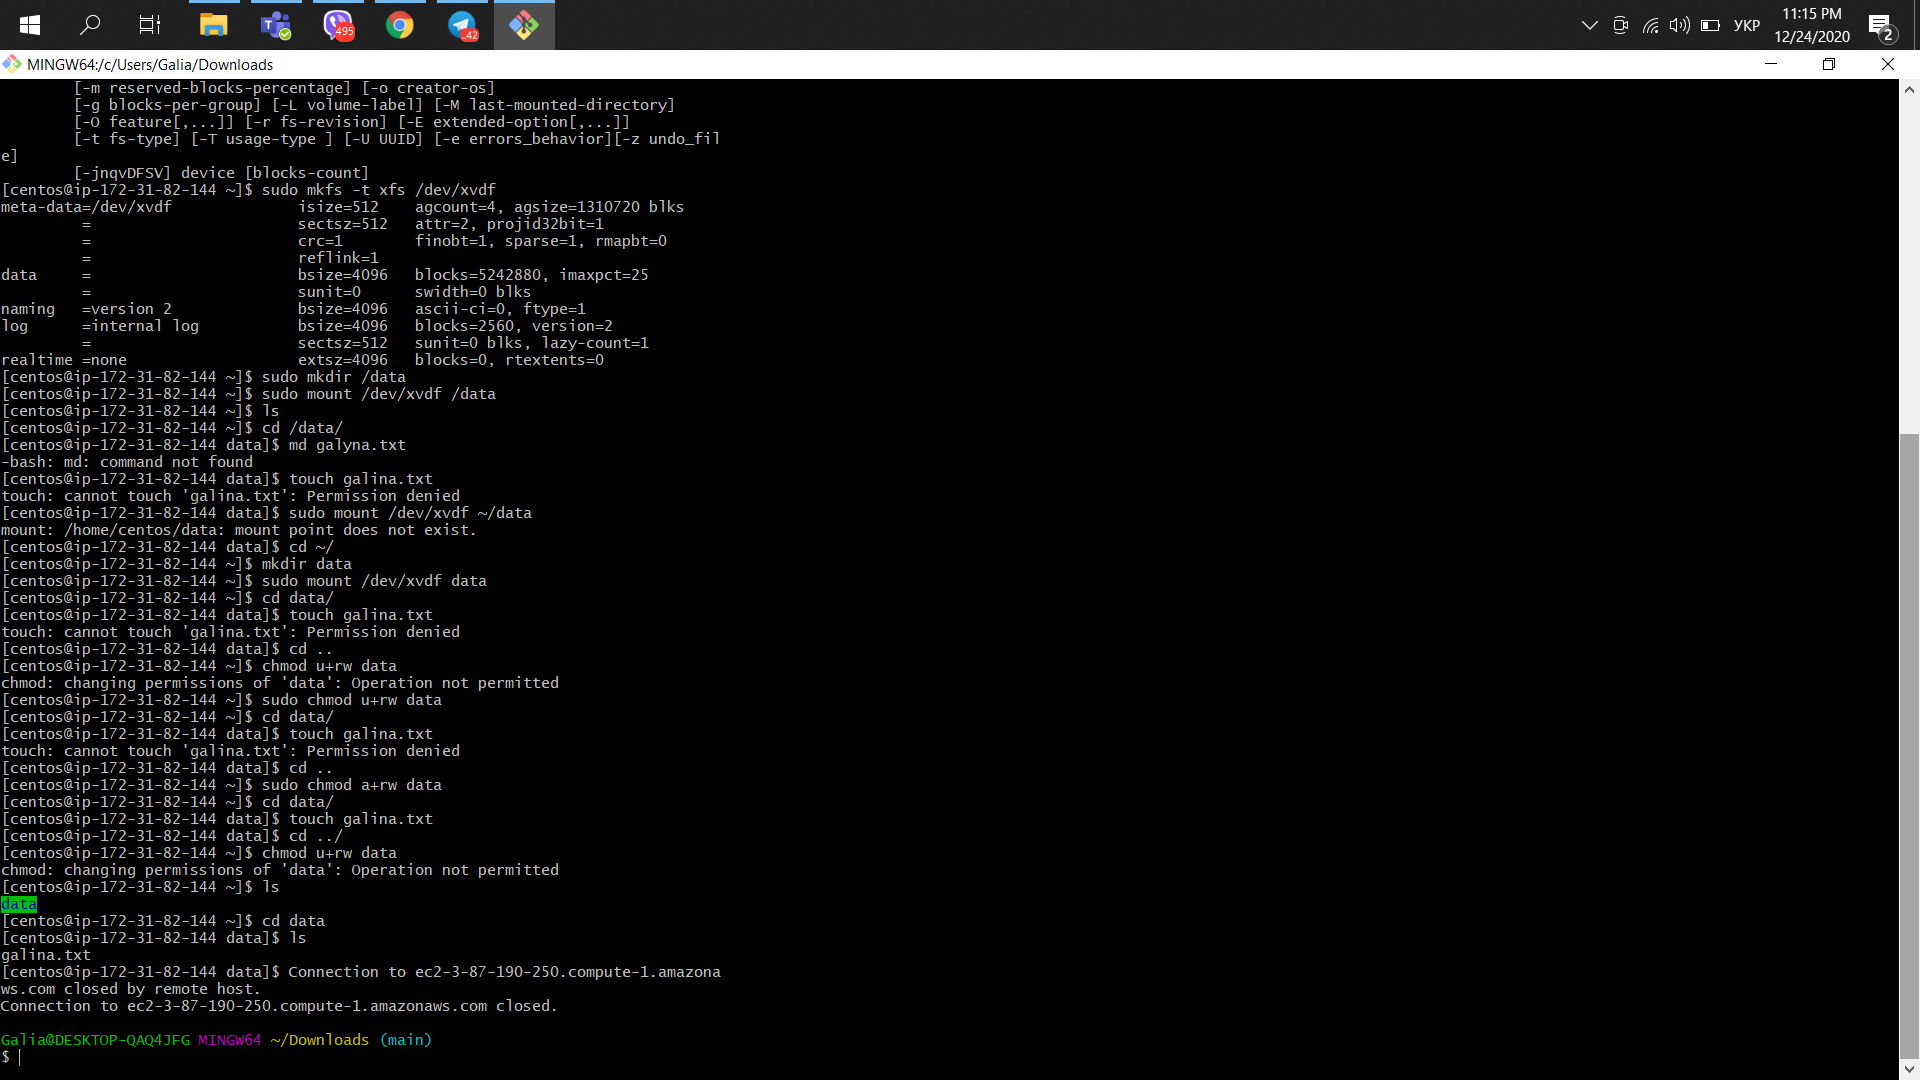 495
..42
УКР
11:15 PM
12/24/2020
2
MINGW64:/c/Users/Galia/Downloads
[-m reserved-blocks-percentage] [-o creator-os]
[-g blocks-per-group] [-L volume-label] [-M last-mounted-directory]
[-O feature[,...]] [-r fs-revision] [-E extended-option[,...]]
[-t fs-type] [-T usage-type ] [-U UUID] [-e errors_behavior][-z undo_fil
e]
[-jnqvDFSV] device [blocks-count]
[centos@ip-172-31-82-144 ~]$ sudo mkfs -t xfs /dev/xvdf
meta-data=/dev/xvdf              isize=512    agcount=4, agsize=1310720 blks
         =                       sectsz=512   attr=2, projid32bit=1
         =                       crc=1        finobt=1, sparse=1, rmapbt=0
         =                       reflink=1
data     =                       bsize=4096   blocks=5242880, imaxpct=25
         =                       sunit=0      swidth=0 blks
naming   =version 2              bsize=4096   ascii-ci=0, ftype=1
log      =internal log           bsize=4096   blocks=2560, version=2
         =                       sectsz=512   sunit=0 blks, lazy-count=1
realtime =none                   extsz=4096   blocks=0, rtextents=0
[centos@ip-172-31-82-144 ~]$ sudo mkdir /data
[centos@ip-172-31-82-144 ~]$ sudo mount /dev/xvdf /data
[centos@ip-172-31-82-144 ~]$ ls
[centos@ip-172-31-82-144 ~]$ cd /data/
[centos@ip-172-31-82-144 data]$ md galyna.txt
-bash: md: command not found
[centos@ip-172-31-82-144 data]$ touch galina.txt
touch: cannot touch 'galina.txt': Permission denied
[centos@ip-172-31-82-144 data]$ sudo mount /dev/xvdf ~/data
mount: /home/centos/data: mount point does not exist.
[centos@ip-172-31-82-144 data]$ cd ~/
[centos@ip-172-31-82-144 ~]$ mkdir data
[centos@ip-172-31-82-144 ~]$ sudo mount /dev/xvdf data
[centos@ip-172-31-82-144 ~]$ cd data/
[centos@ip-172-31-82-144 data]$ touch galina.txt
touch: cannot touch 'galina.txt': Permission denied
[centos@ip-172-31-82-144 data]$ cd ..
[centos@ip-172-31-82-144 ~]$ chmod u+rw data
chmod: changing permissions of 'data': Operation not permitted
[centos@ip-172-31-82-144 ~]$ sudo chmod u+rw data
[centos@ip-172-31-82-144 ~]$ cd data/
[centos@ip-172-31-82-144 data]$ touch galina.txt
touch: cannot touch 'galina.txt': Permission denied
[centos@ip-172-31-82-144 data]$ cd ..
[centos@ip-172-31-82-144 ~]$ sudo chmod a+rw data
[centos@ip-172-31-82-144 ~]$ cd data/
[centos@ip-172-31-82-144 data]$ touch galina.txt
[centos@ip-172-31-82-144 data]$ cd ../
[centos@ip-172-31-82-144 ~]$ chmod u+rw data
chmod: changing permissions of 'data': Operation not permitted
[centos@ip-172-31-82-144 ~]$ ls
data
[centos@ip-172-31-82-144 ~]$ cd data
[centos@ip-172-31-82-144 data]$ ls
galina.txt
[centos@ip-172-31-82-144 data]$ Connection to ec2-3-87-190-250.compute-1.amazona
ws.com closed by remote host.
Connection to ec2-3-87-190-250.compute-1.amazonaws.com closed.
Galia@DESKTOP-QAQ4JFG MINGW64 ~/Downloads (main)
$